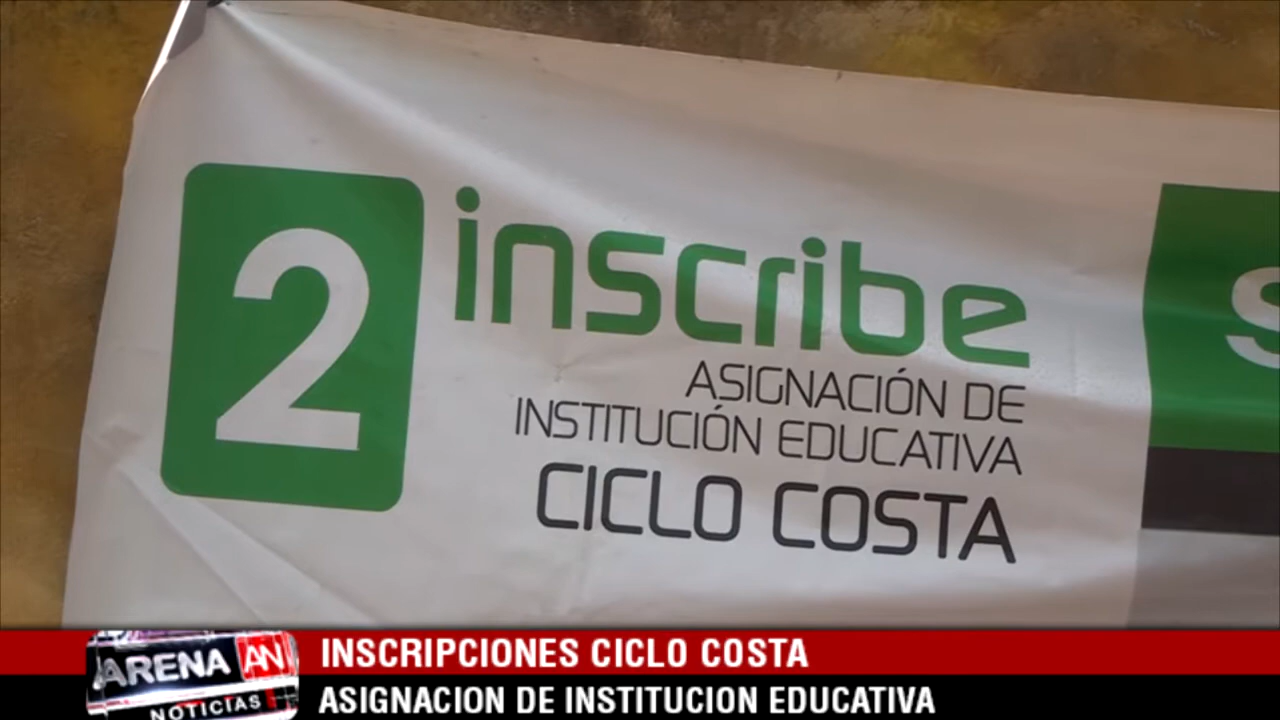 2
inscribe
ASIGNACIÓN DE
INSTITUCIÓN EDUCATIVA
CICLO COSTA
S
ARENA AN
NOTICIAS
INSCRIPCIONES CICLO COSTA
ASIGNACION DE INSTITUCION EDUCATIVA